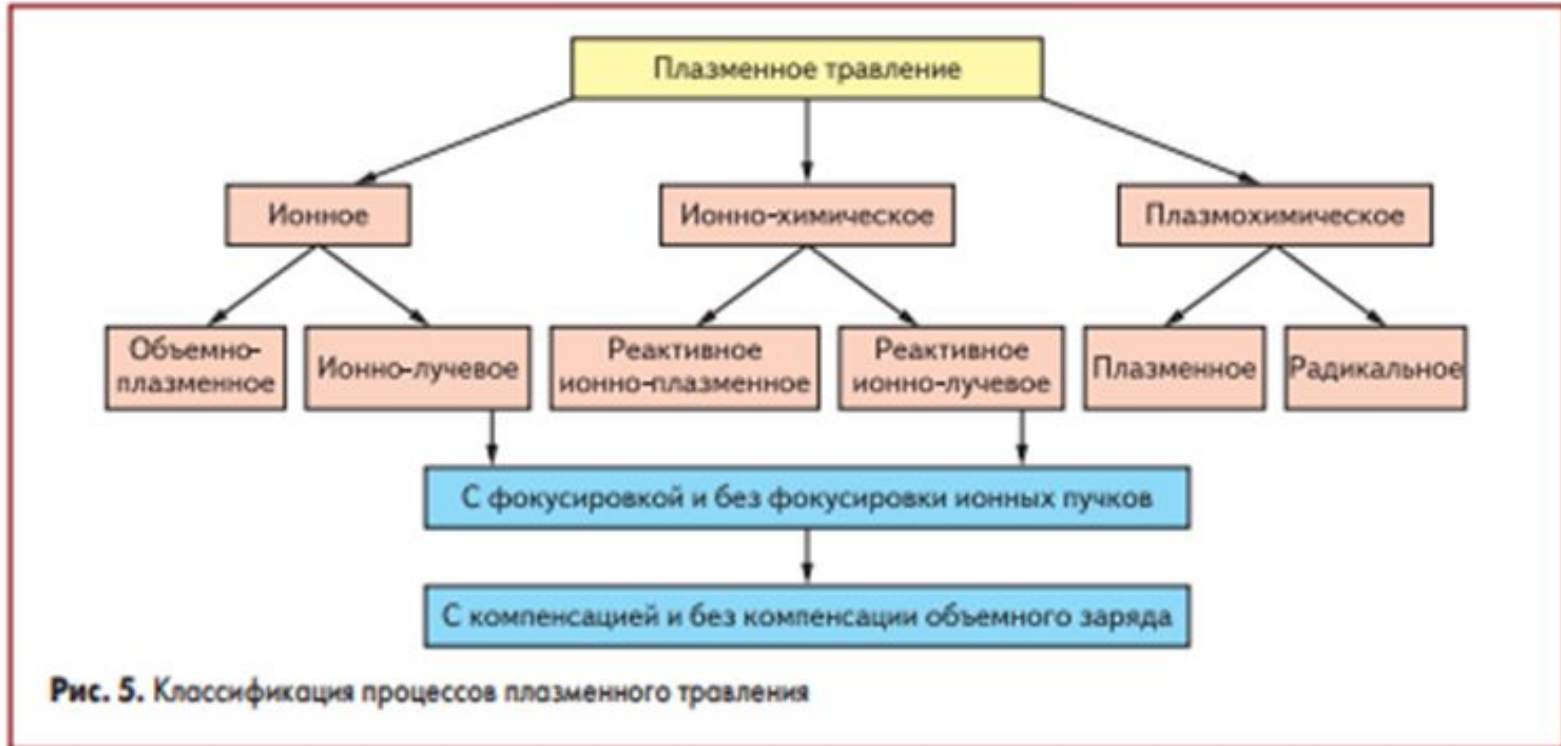 Плазменное травление
Ионное
Ионно-химическое
Плазмохимическое
Объемно-
плазменное
Ионно-лучевое
Реактивное
ионно-плазменное
Реактивное
ионно-лучевое
Плазменное
Радикальное
С фокусировкой и без фокусировки ионных пучков
С компенсацией и без компенсации объемного заряда
Рис. 5. Классификация процессов плазменного травления